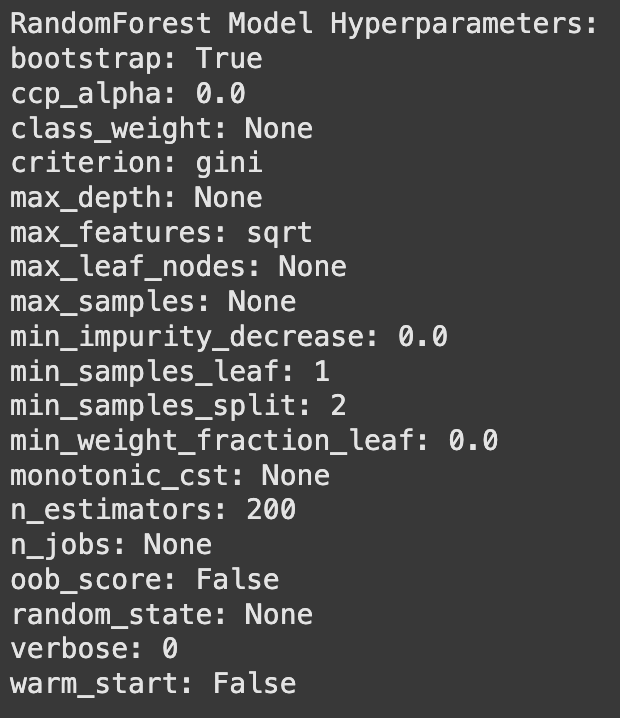 RandomForest Model Hyperparameters:
bootstrap: True
ccp_alpha: 0.0
class_weight: None
criterion: gini
max_depth: None
max_features: sqrt
max_leaf_nodes: None
max_samples: None
min_impurity_decrease: 0.0
min_samples_leaf: 1
min_samples_split: 2
min_weight_fraction_leaf: 0.0
monotonic_cst: None
n_estimators: 200
n_jobs: None
oob_score: False
random_state: None
verbose: 0
warm_start: False